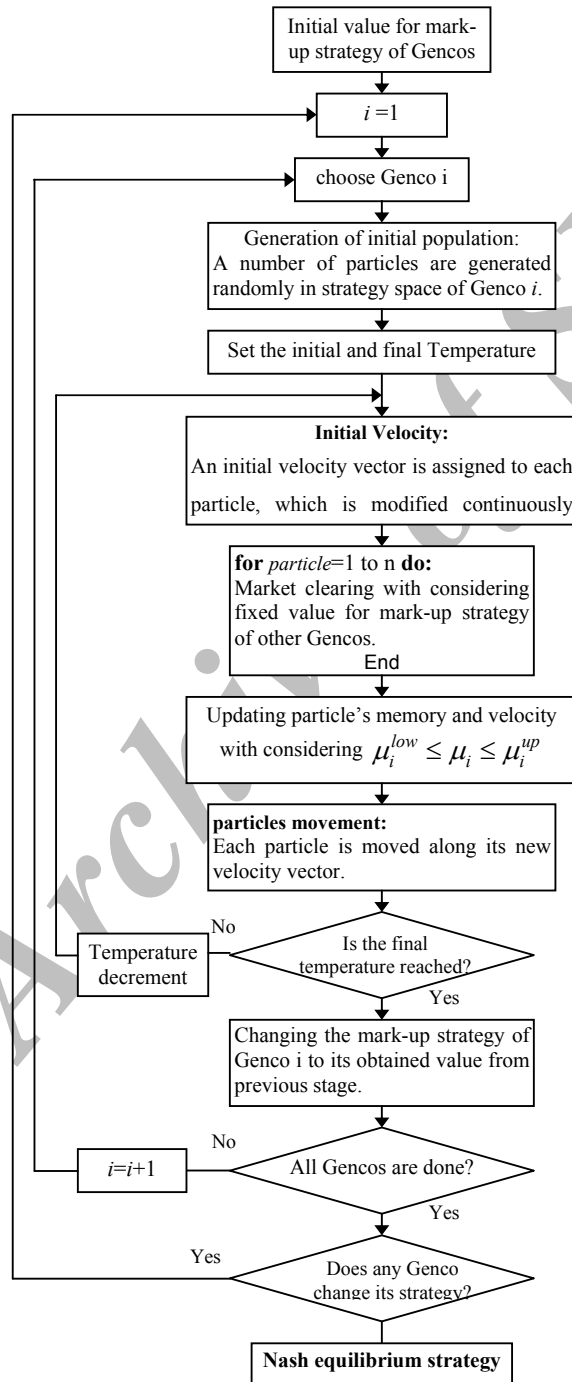 Initial value for mark-
up strategy of Gencos
i =1
choose Genco i
Generation of initial population:
A number of particles are generated
randomly in strategy space of Genco i.
Set the initial and final Temperature
Initial Velocity:
An initial velocity vector is assigned to each
particle, which is modified continuously
for particle=1 to n do:
Market clearing with considering
fixed value for mark-up strategy
of other Gencos.
End
Updating particle’s memory and velocity
with considering μ_i^{low} ≤ μ_i ≤ μ_i^{up}
particles movement:
Each particle is moved along its new
velocity vector.
No
Temperature
decrement
Is the final
temperature reached?
Yes
Changing the mark-up strategy of
Genco i to its obtained value from
previous stage.
No
i=i+1
All Gencos are done?
Yes
Yes
Does any Genco
change its strategy?
Nash equilibrium strategy
Archive of S